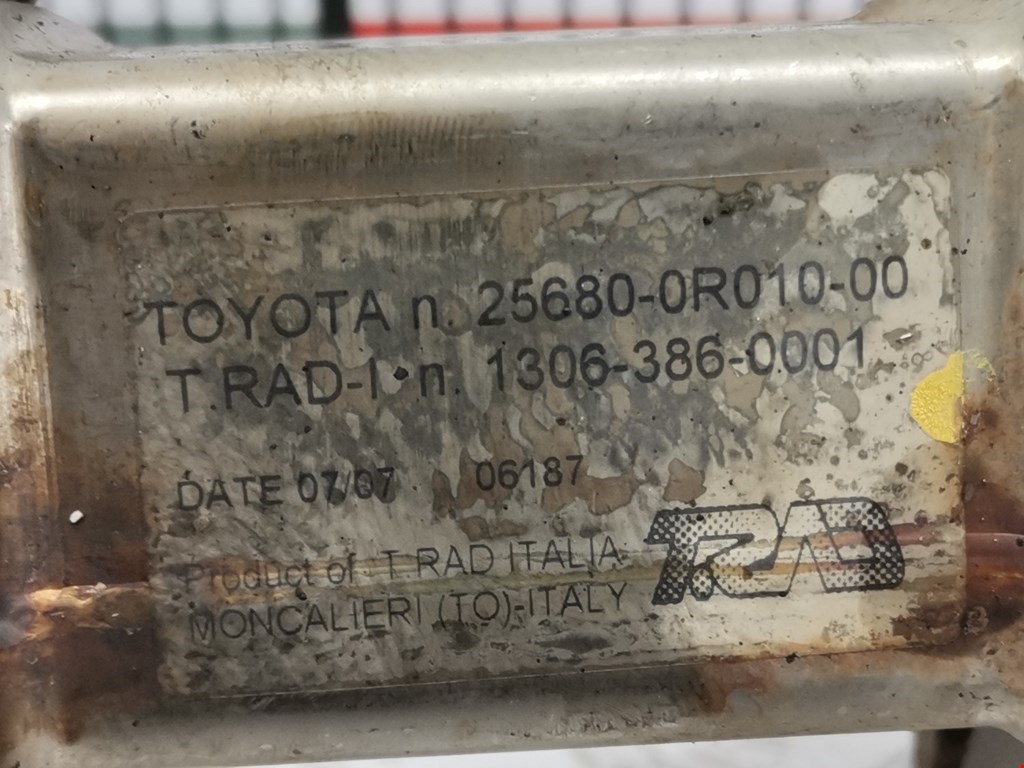 TOYOTA n. 25680-0R010-00
T.RAD-I n. 1306-386-0001
DATE 07/07 06187
Product of T.RAD ITALIA
MONCALIERI (TO)-ITALY
T.RAD